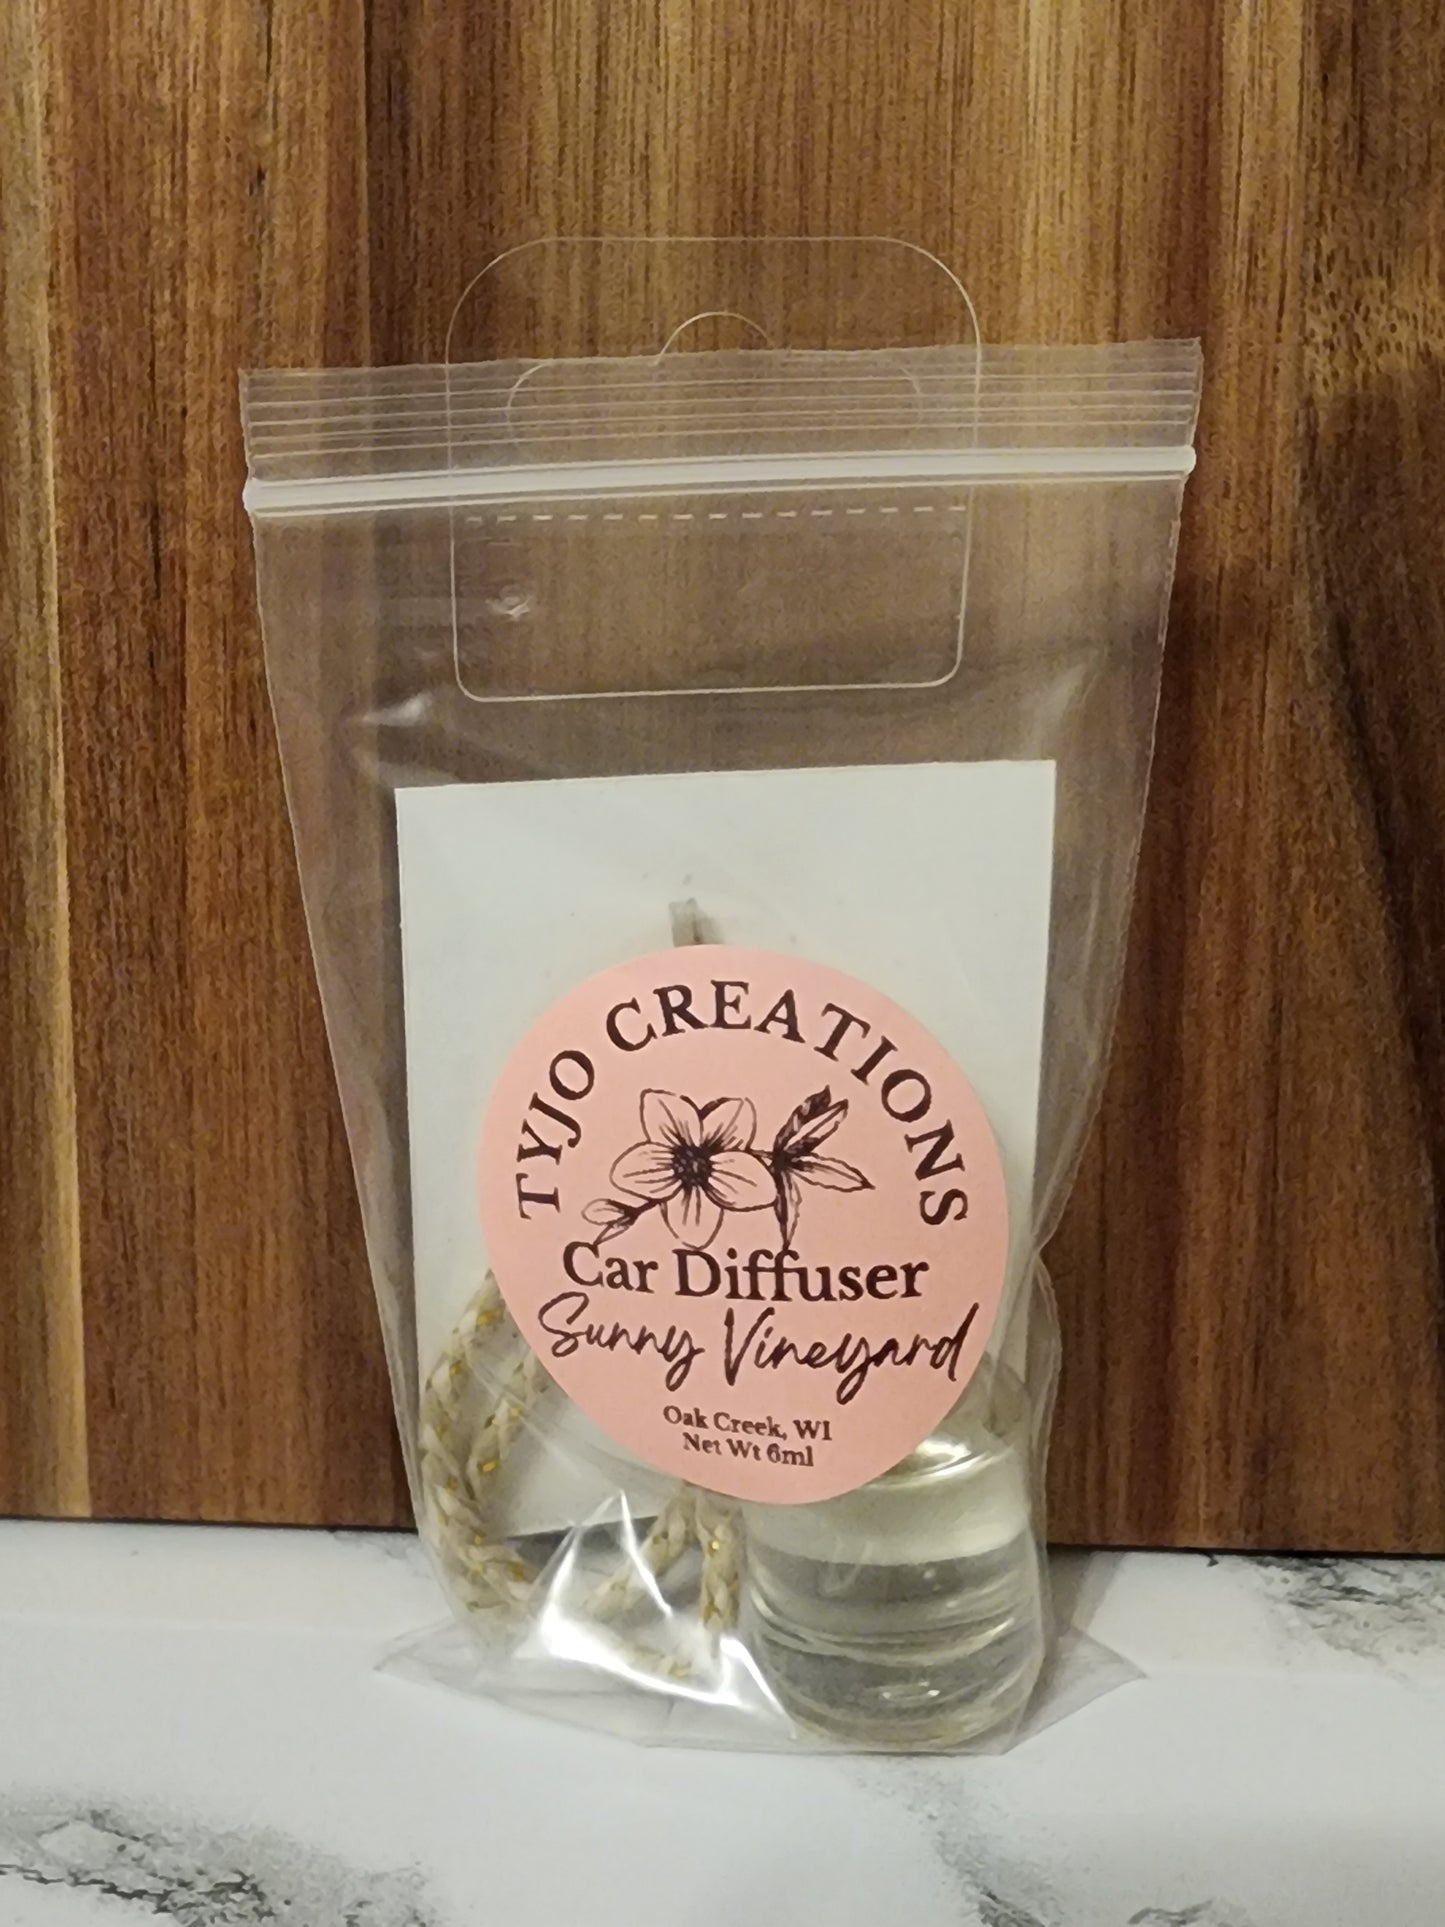 TYJO CREATIONS
Car Diffuser
Sunny Vineyard
Oak Creek, WI
Net Wt 6ml